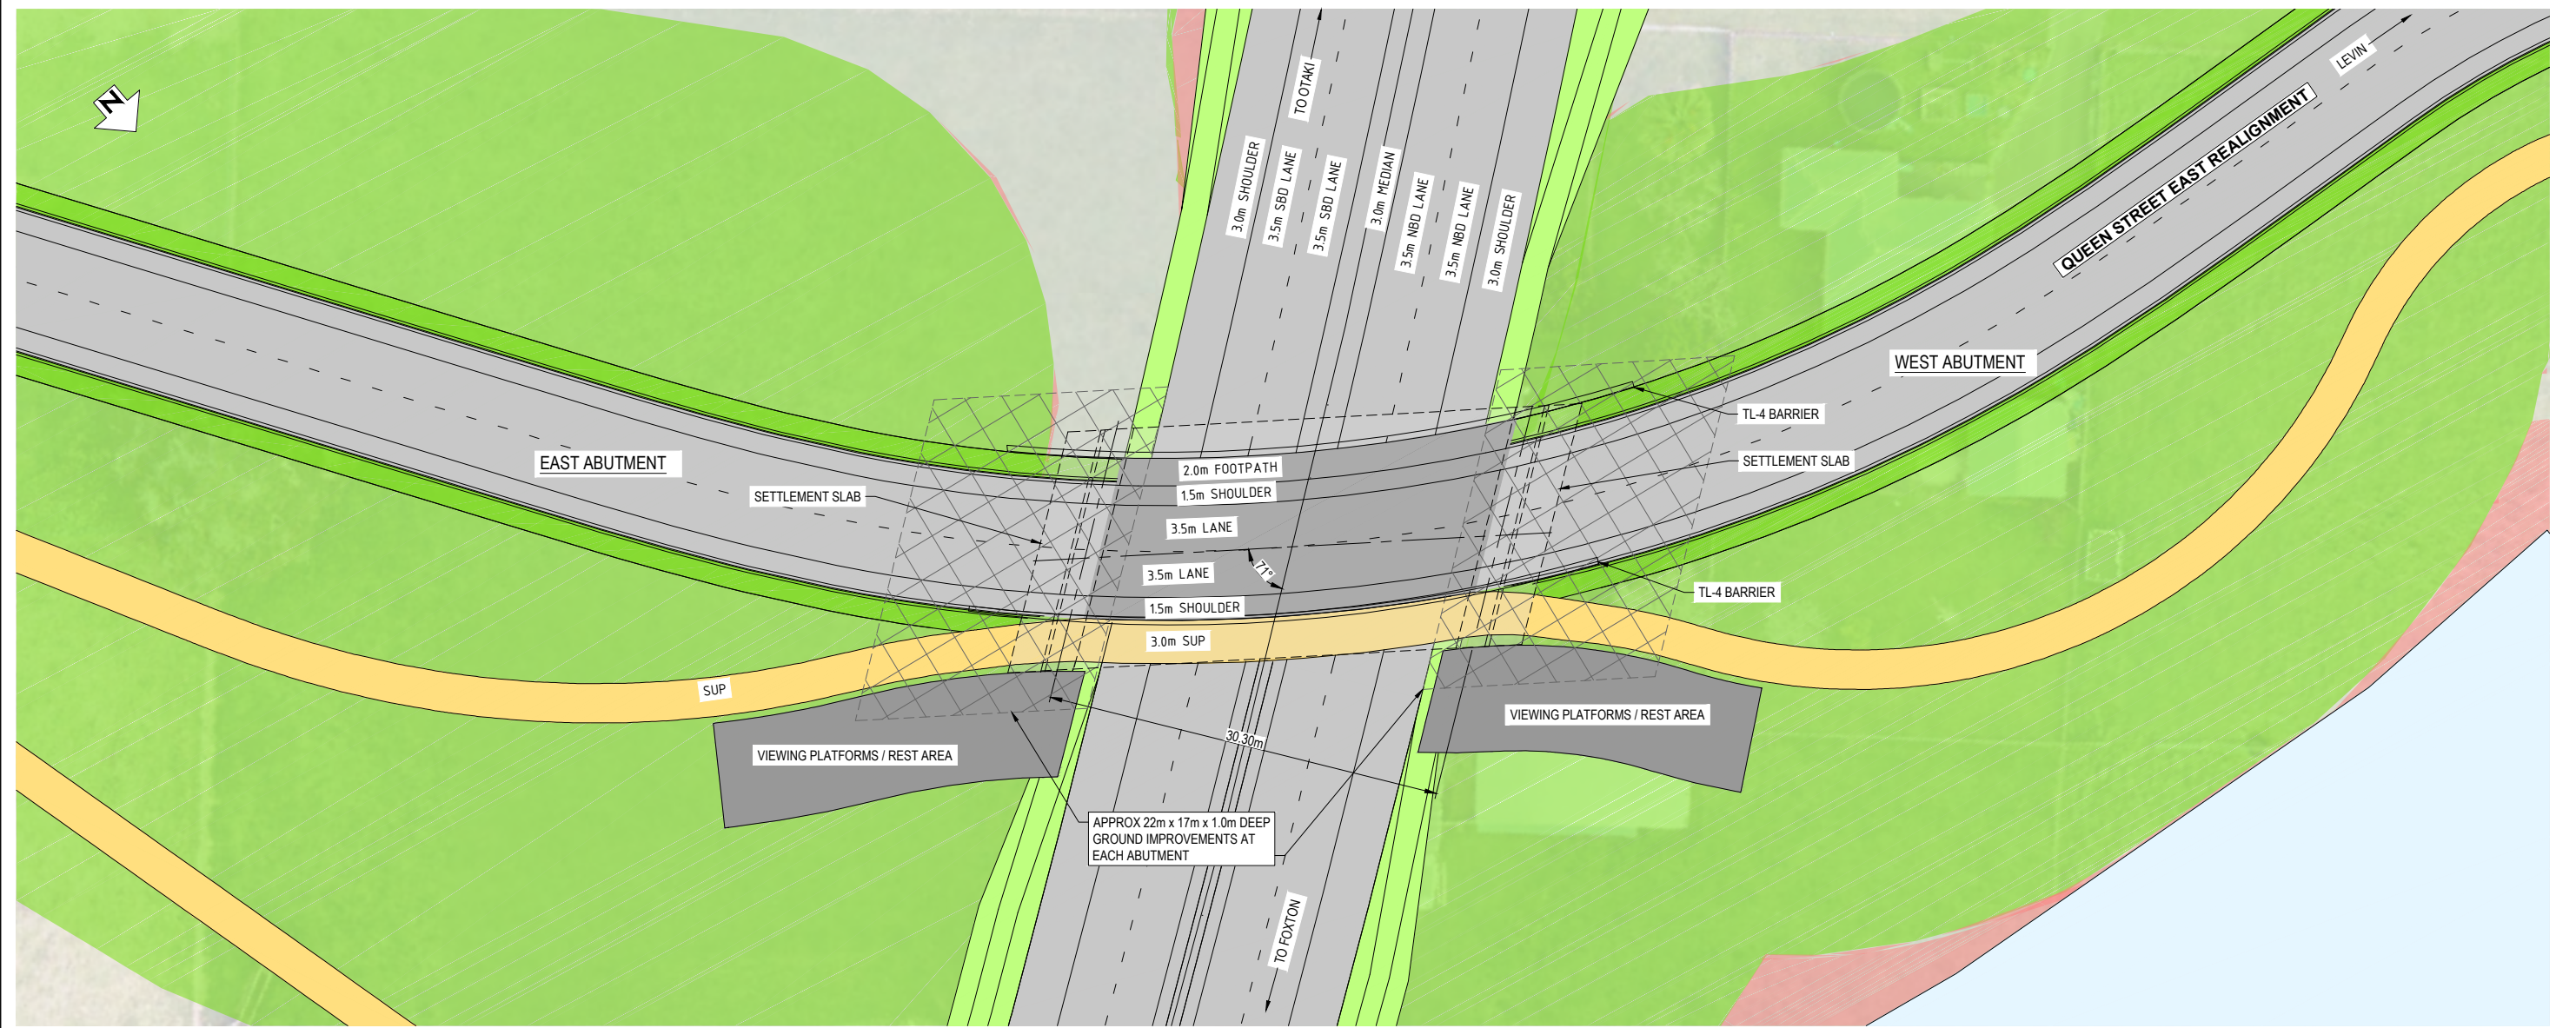 N
TO OTAKI
3.0m SHOULDER
3.5m SBD LANE
3.5m SBD LANE
3.0m MEDIAN
3.5m NBD LANE
3.5m NBD LANE
3.0m SHOULDER
LEVIN
QUEEN STREET EAST REALIGNMENT
WEST ABUTMENT
TL-4 BARRIER
EAST ABUTMENT
SETTLEMENT SLAB
SETTLEMENT SLAB
2.0m FOOTPATH
1.5m SHOULDER
3.5m LANE
3.5m LANE
71°
1.5m SHOULDER
TL-4 BARRIER
3.0m SUP
SUP
VIEWING PLATFORMS / REST AREA
30.30m
VIEWING PLATFORMS / REST AREA
APPROX 22m x 17m x 1.0m DEEP
GROUND IMPROVEMENTS AT
EACH ABUTMENT
TO FOXTON